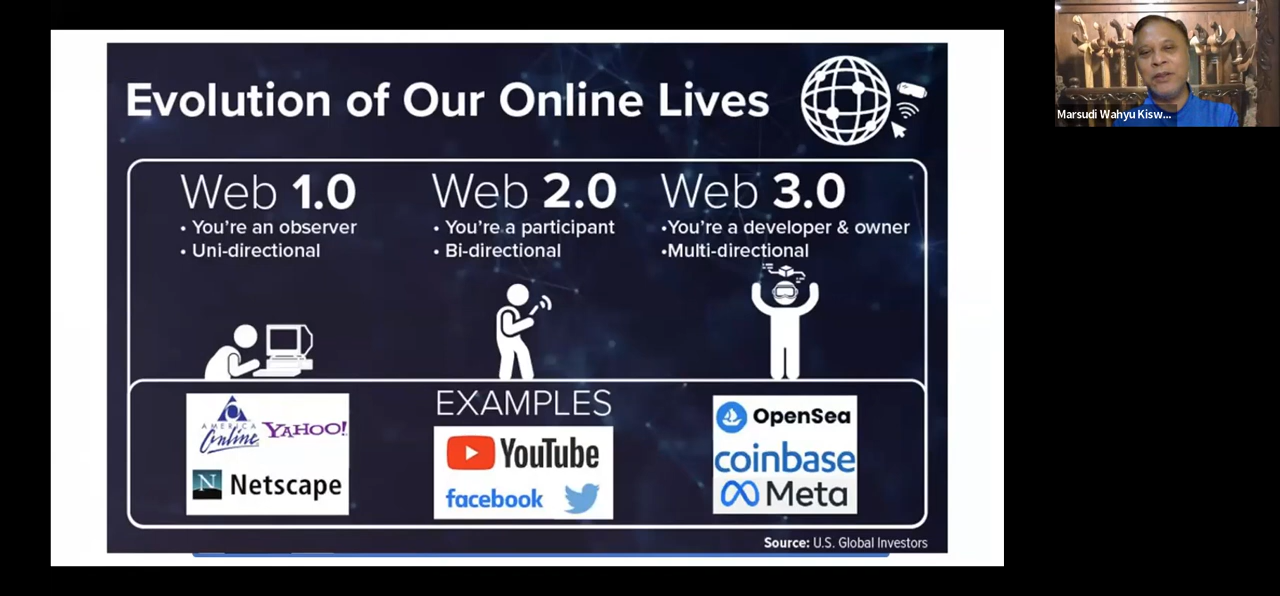 Evolution of Our Online Lives
Web 1.0
• You're an observer
• Uni-directional
Web 2.0
• You're a participant
• Bi-directional
Web 3.0
•You're a developer & owner
•Multi-directional
EXAMPLES
AMERICA
Online
YAHOO!
N Netscape
YouTube
facebook
OpenSea
coinbase
Meta
Source: U.S. Global Investors
Marsudi Wahyu Kisw...